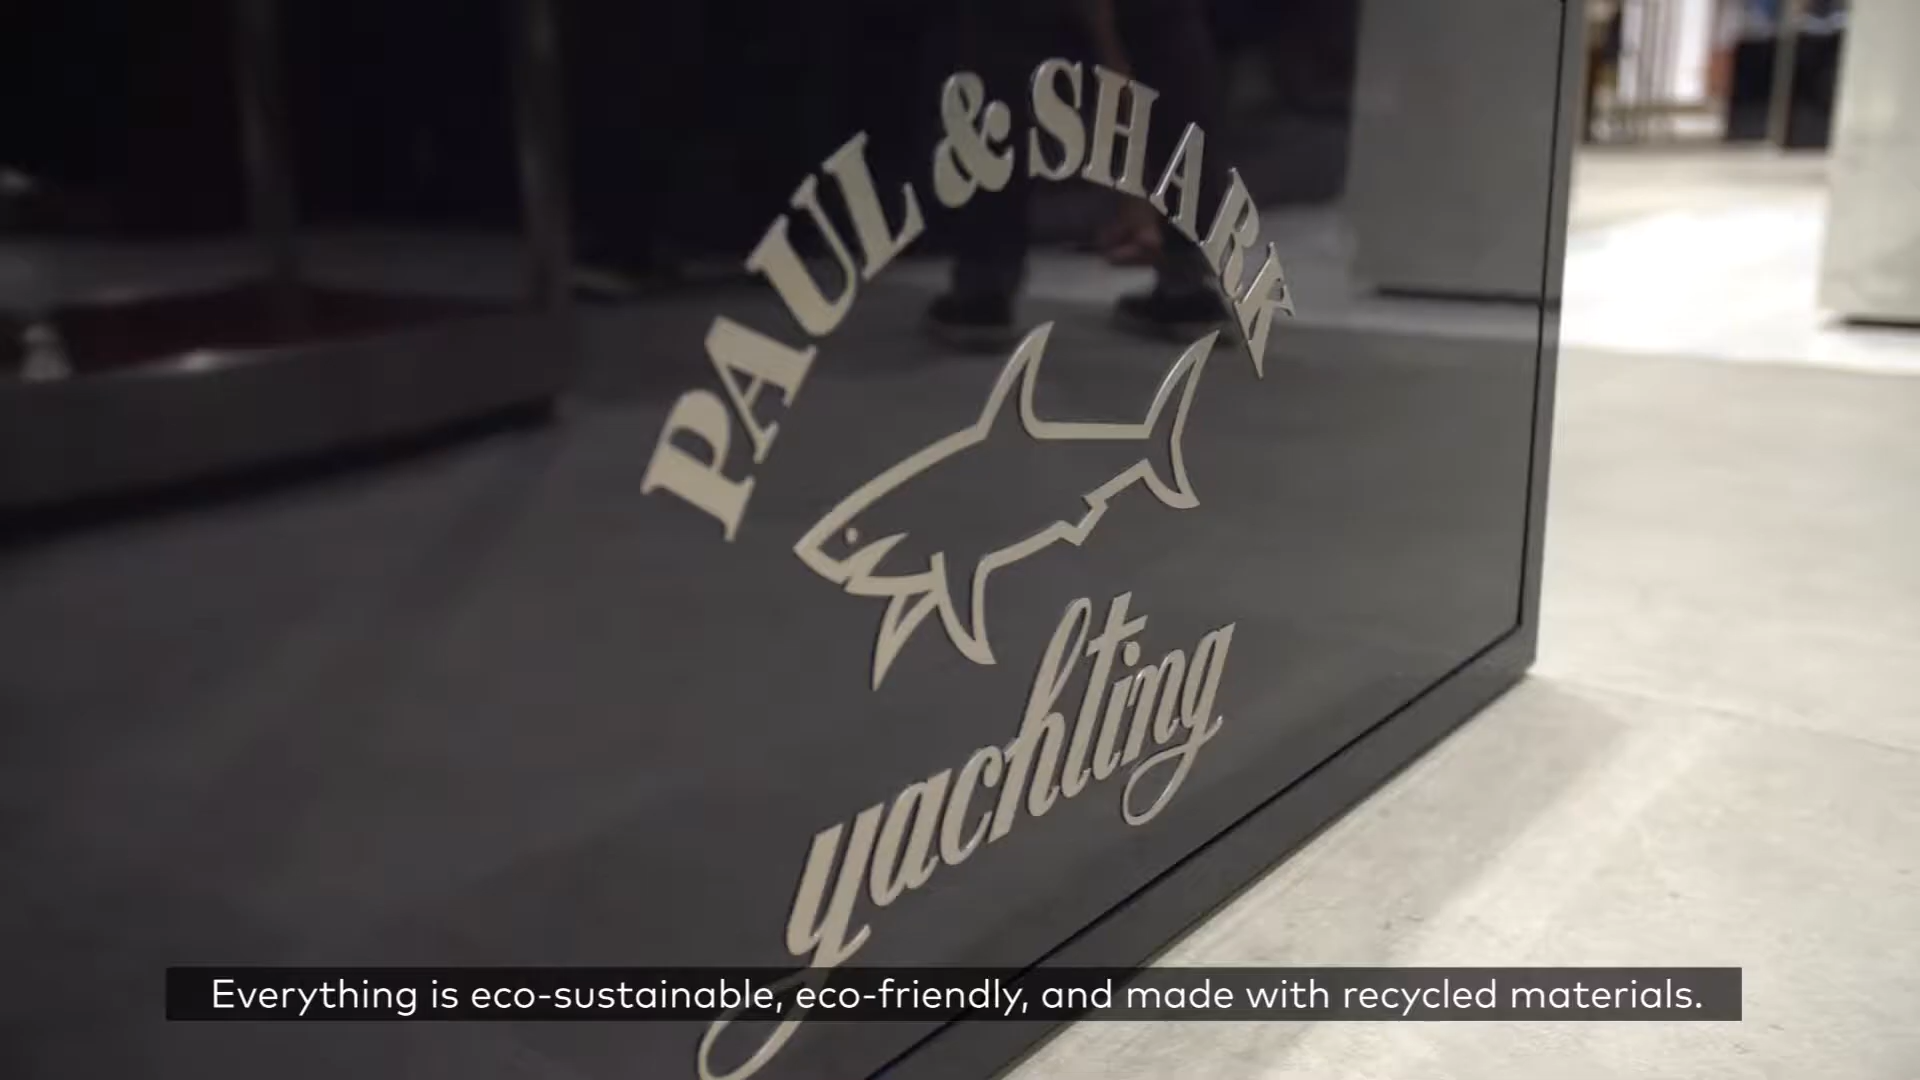 PAUL & SHARK
yachting
Everything is eco-sustainable, eco-friendly, and made with recycled materials.